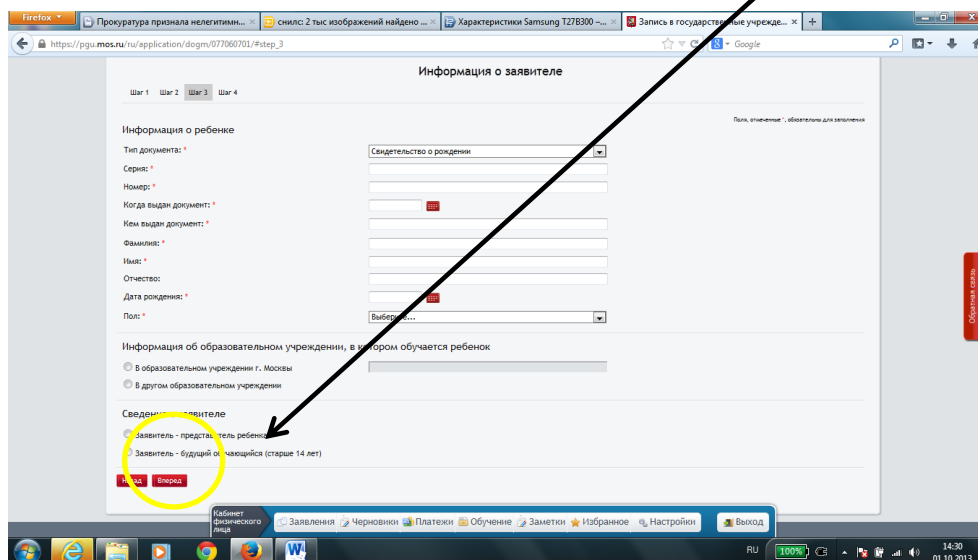 Firefox
Прокуратура признала нелегитимн...
снилс: 2 тыс изображений найдено ...
Характеристики Samsung T27B300 –...
Запись в государственные учрежде...
https://pgu.mos.ru/ru/application/dogm/077060701/#step_3
Google
Информация о заявителе
Шаг 1 Шаг 2 Шаг 3 Шаг 4
Поля, отмеченные *, обязательны для заполнения
Информация о ребенке
Тип документа: * Свидетельство о рождении
Серия: *
Номер: *
Когда выдан документ: *
Кем выдан документ: *
Фамилия: *
Имя: *
Отчество:
Дата рождения: *
Пол: * Выберите...
Информация об образовательном учреждении, в котором обучается ребенок
В образовательном учреждении г. Москвы
В другом образовательном учреждении
Сведения о заявителе
Заявитель - представитель ребенка
Заявитель - будущий обучающийся (старше 14 лет)
Назад Вперед
Обратная связь
Кабинет физического лица
Заявления Черновики Платежи Обучение Заметки Избранное Настройки Выход
RU 100% 14:30
01.10.2013